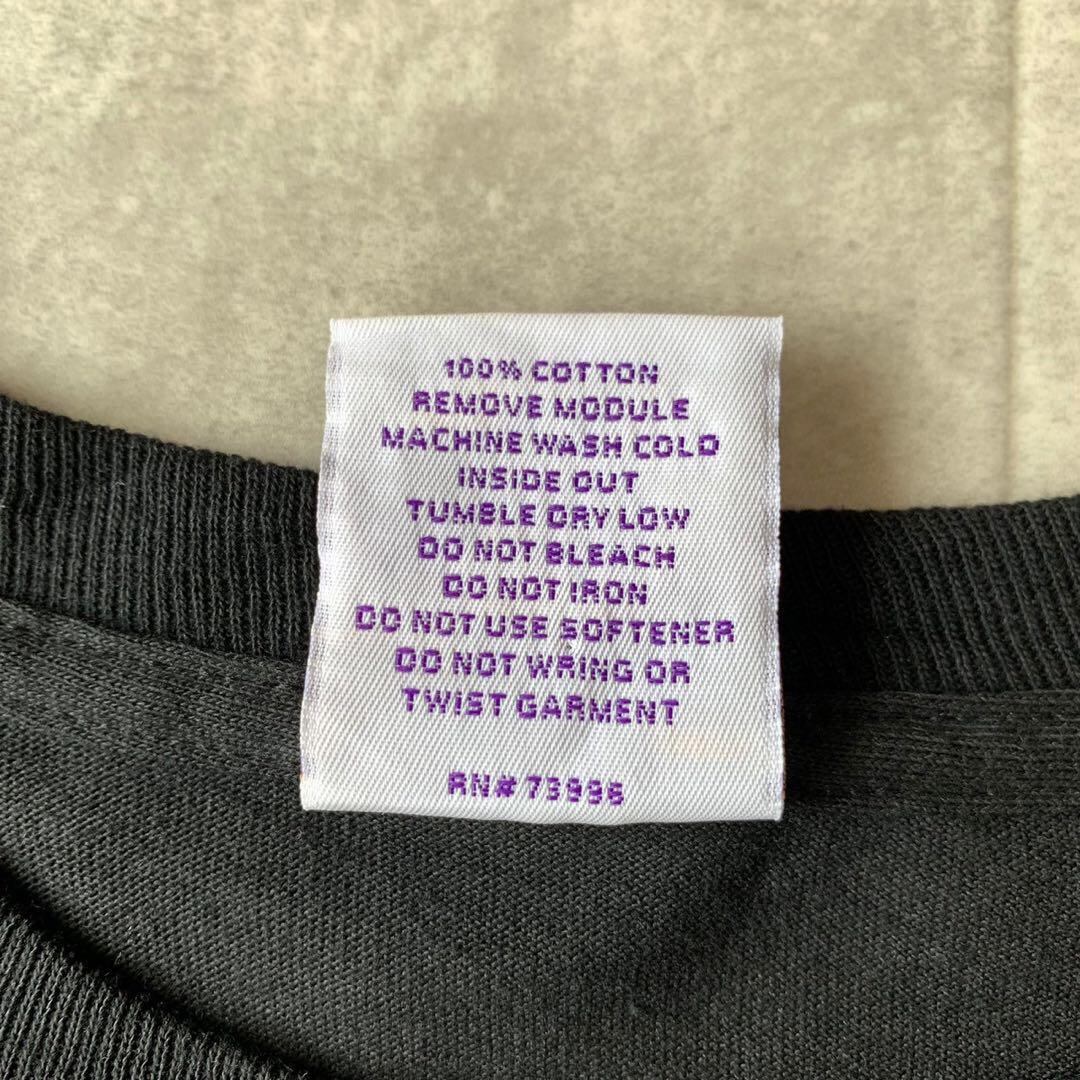 100% COTTON
REMOVE MODULE
MACHINE WASH COLD
INSIDE OUT
TUMBLE DRY LOW
DO NOT BLEACH
DO NOT IRON
DO NOT USE SOFTENER
DO NOT WRING OR
TWIST GARMENT
RN# 79996